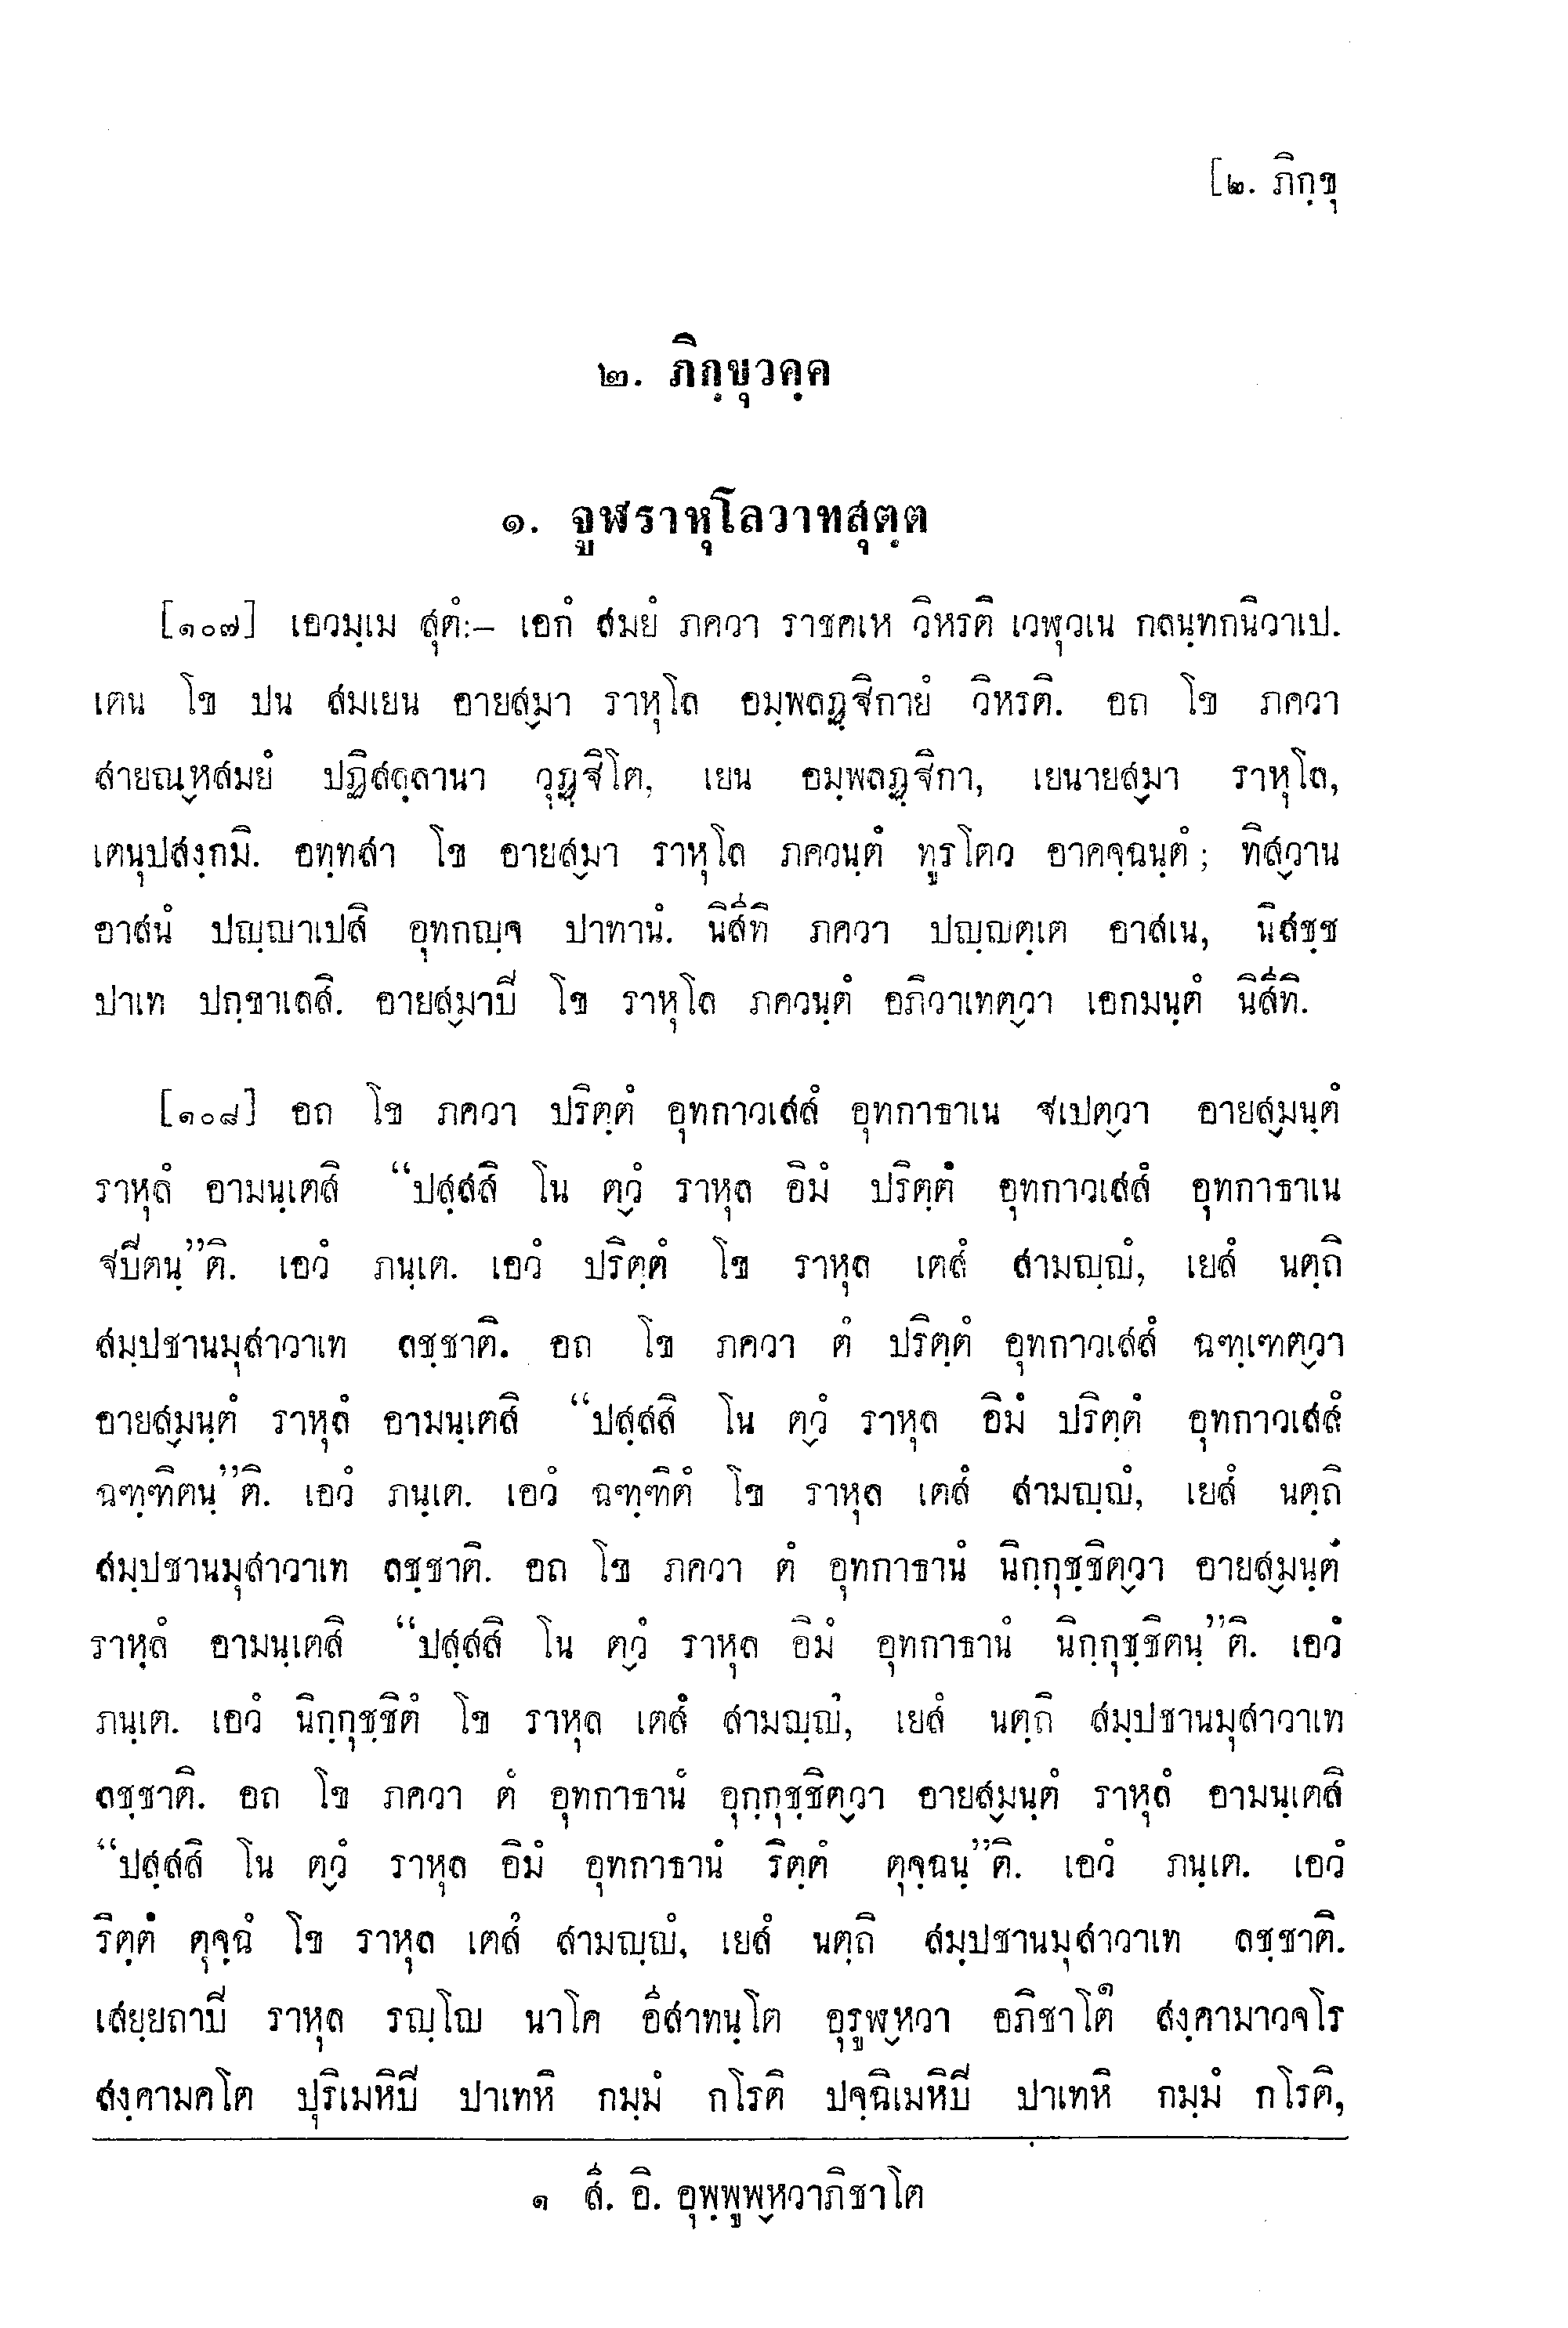 [๒. ภิกฺขุ
๒. ภิกฺขุวคฺค
๑. จูฬราหุโลวาทสุตฺต
[๑๐๗] เอวมฺเม สุตํ:– เอกํ สมยํ ภควา ราชคเห วิหรติ เวฬุวเน กลนฺทกนิวาเป.
เตน โข ปน สมเยน อายสฺมา ราหุโล อมฺพลฏฺฐิกายํ วิหรติ. อถ โข ภควา
สายณฺหสมยํ ปฏิสลฺลานา วุฏฺฐิโต, เยน อมฺพลฏฺฐิกา, เยนายสฺมา ราหุโล,
เตนุปสงฺกมิ. อทฺทสา โข อายสฺมา ราหุโล ภควนฺตํ ทูรโตว อาคจฺฉนฺตํ ; ทิสฺวาน
อาสนํ ปญฺญาเปสิ อุทกญฺจ ปาทานํ. นิสีทิ ภควา ปญฺญตฺเต อาสเน, นิสชฺช
ปาเท ปกฺขาเลสิ. อายสฺมาปี โข ราหุโล ภควนฺตํ อภิวาเทตฺวา เอกมนฺตํ นิสีทิ.
[๑๐๘] อถ โข ภควา ปริตฺตํ อุทกาวเสสํ อุทกาธาเน ฐเปตฺวา อายสฺมนฺตํ
ราหุลํ อามนฺเตสิ “ปสฺสสิ โน ตฺวํ ราหุล อิมํ ปริตฺตํ อุทกาวเสสํ อุทกาธาเน
ฐปีตนฺ”ติ. เอวํ ภนฺเต. เอวํ ปริตฺตํ โข ราหุล เตสํ สามญฺญํ, เยสํ นตฺถิ
สมฺปชานมุสาวาเท ลชฺชาติ. อถ โข ภควา ตํ ปริตฺตํ อุทกาวเสสํ ฉฑฺเฑตฺวา
อายสฺมนฺตํ ราหุลํ อามนฺเตสิ “ปสฺสสิ โน ตฺวํ ราหุล อิมํ ปริตฺตํ อุทกาวเสสํ
ฉฑฺฑิตนฺ”ติ. เอวํ ภนฺเต. เอวํ ฉฑฺฑิตํ โข ราหุล เตสํ สามญฺญํ, เยสํ นตฺถิ
สมฺปชานมุสาวาเท ลชฺชาติ. อถ โข ภควา ตํ อุทกาธานํ นิกฺกุชฺชิตฺวา อายสฺมนฺตํ
ราหุลํ อามนฺเตสิ “ปสฺสสิ โน ตฺวํ ราหุล อิมํ อุทกาธานํ นิกฺกุชฺชิตนฺ”ติ. เอวํ
ภนฺเต. เอวํ นิกฺกุชฺชิตํ โข ราหุล เตสํ สามญฺญํ, เยสํ นตฺถิ สมฺปชานมุสาวาเท
ลชฺชาติ. อถ โข ภควา ตํ อุทกาธานํ อุกฺกุชฺชิตฺวา อายสฺมนฺตํ ราหุลํ อามนฺเตสิ
“ปสฺสสิ โน ตฺวํ ราหุล อิมํ อุทกาธานํ ริตฺตํ ตุจฺฉนฺ”ติ. เอวํ ภนฺเต. เอวํ
ริตฺตํ ตุจฺฉํ โข ราหุล เตสํ สามญฺญํ, เยสํ นตฺถิ สมฺปชานมุสาวาเท ลชฺชาติ.
เสยฺยถาปี ราหุล รญฺโญ นาโค อีสาทนฺโต อุรูพฺหวา อภิชาโต๑ สงฺคามาวจโร
สงฺคามคโต ปุริเมหิปี ปาเทหิ กมฺมํ กโรติ ปจฺฉิเมหิปี ปาเทหิ กมฺมํ กโรติ,
๑ สี. อิ. อุพฺพูพฺหวาภิชาโต